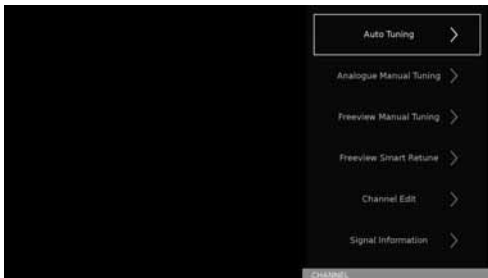 Auto Tuning
Analogue Manual Tuning
Freeview Manual Tuning
Freeview Smart Retune
Channel Edit
Signal Information
CHANNEL